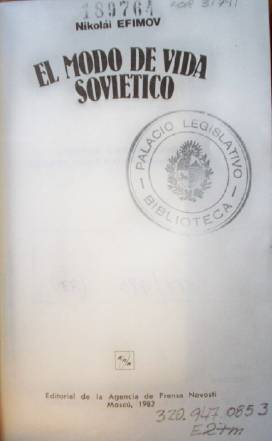 189764
Nikolái EFIMOV
EL MODO DE VIDA
SOVIETICO
PALACIO LEGISLATIVO
BIBLIOTECA
Editorial de la Agencia de Prensa Novosti
Moscú, 1982
320.947.0853
E27m